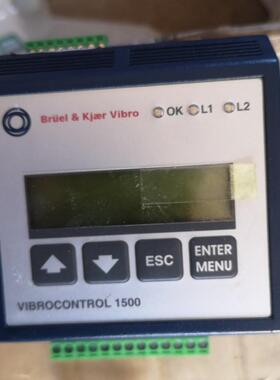 Brüel & Kjær Vibro OK L1 L2
ESC ENTER
MENU
VIBROCONTROL 1500